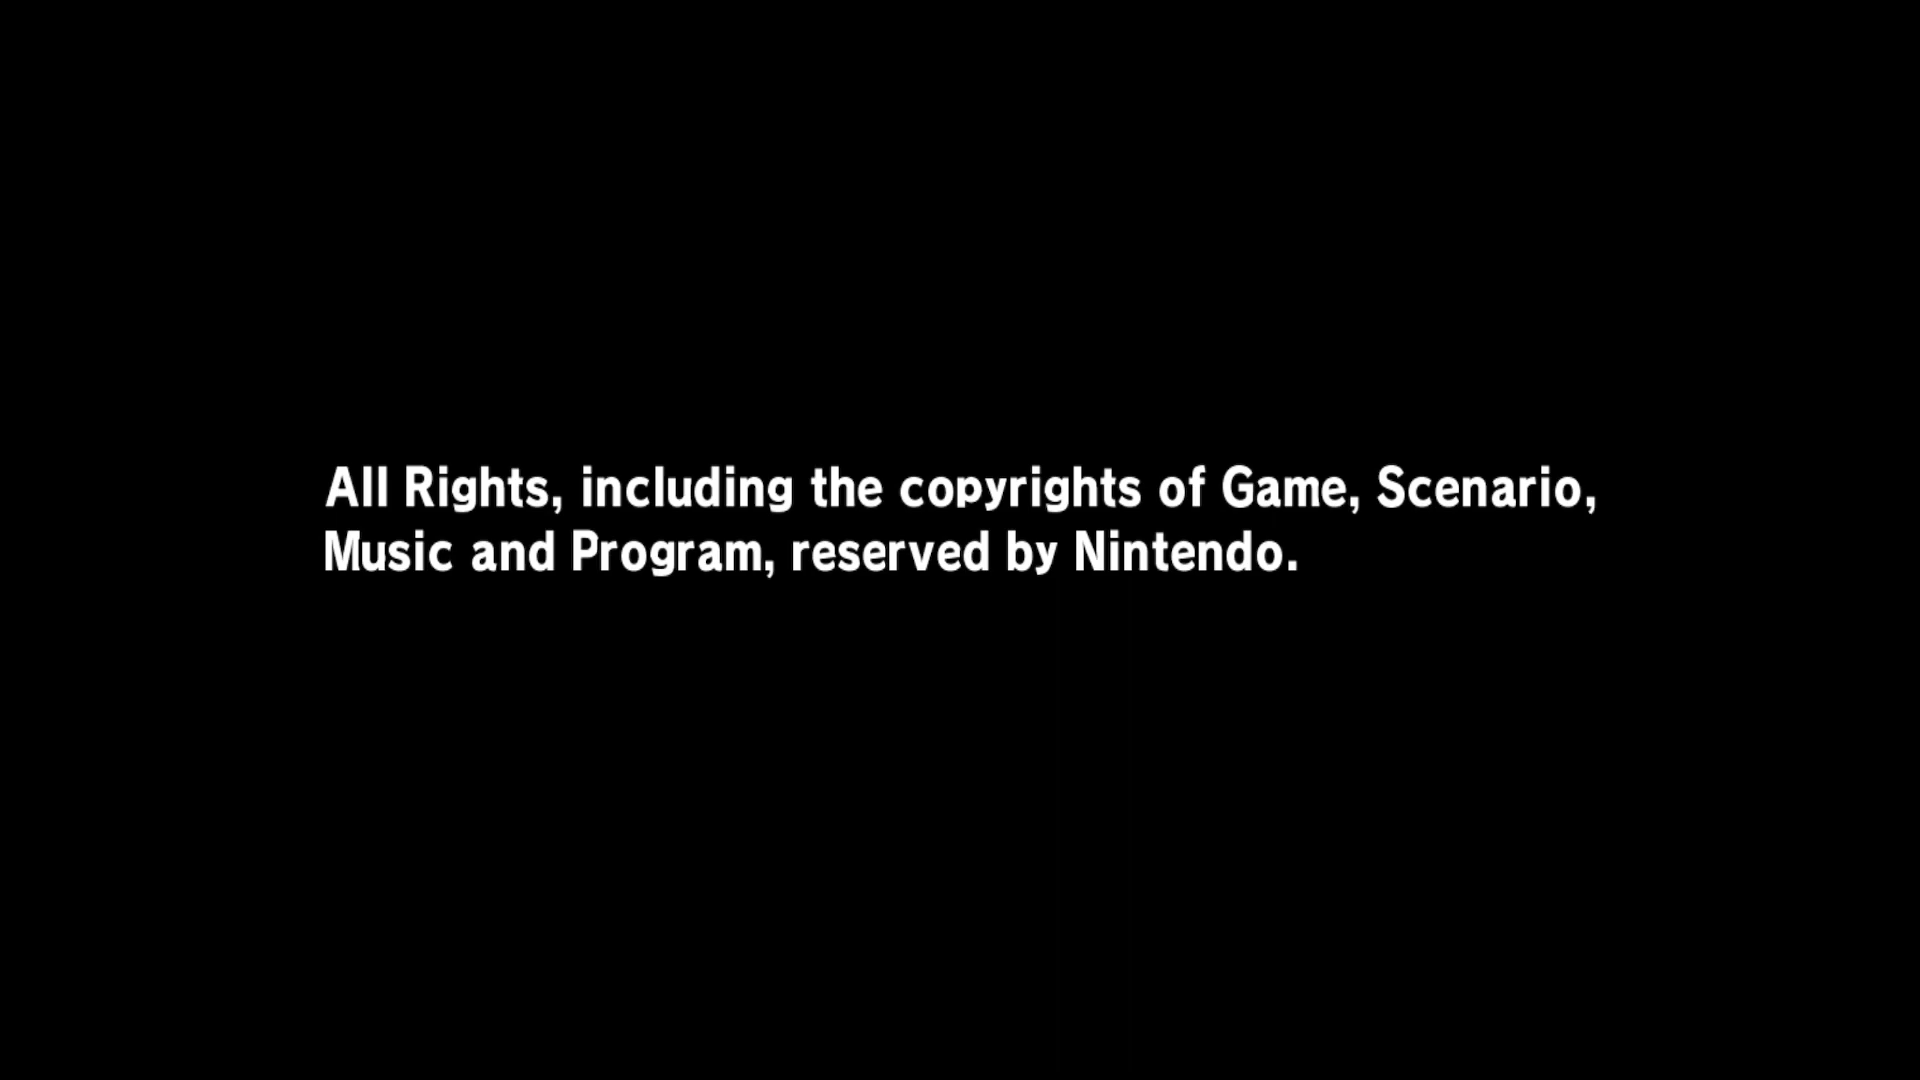 All Rights, including the copyrights of Game, Scenario,
Music and Program, reserved by Nintendo.